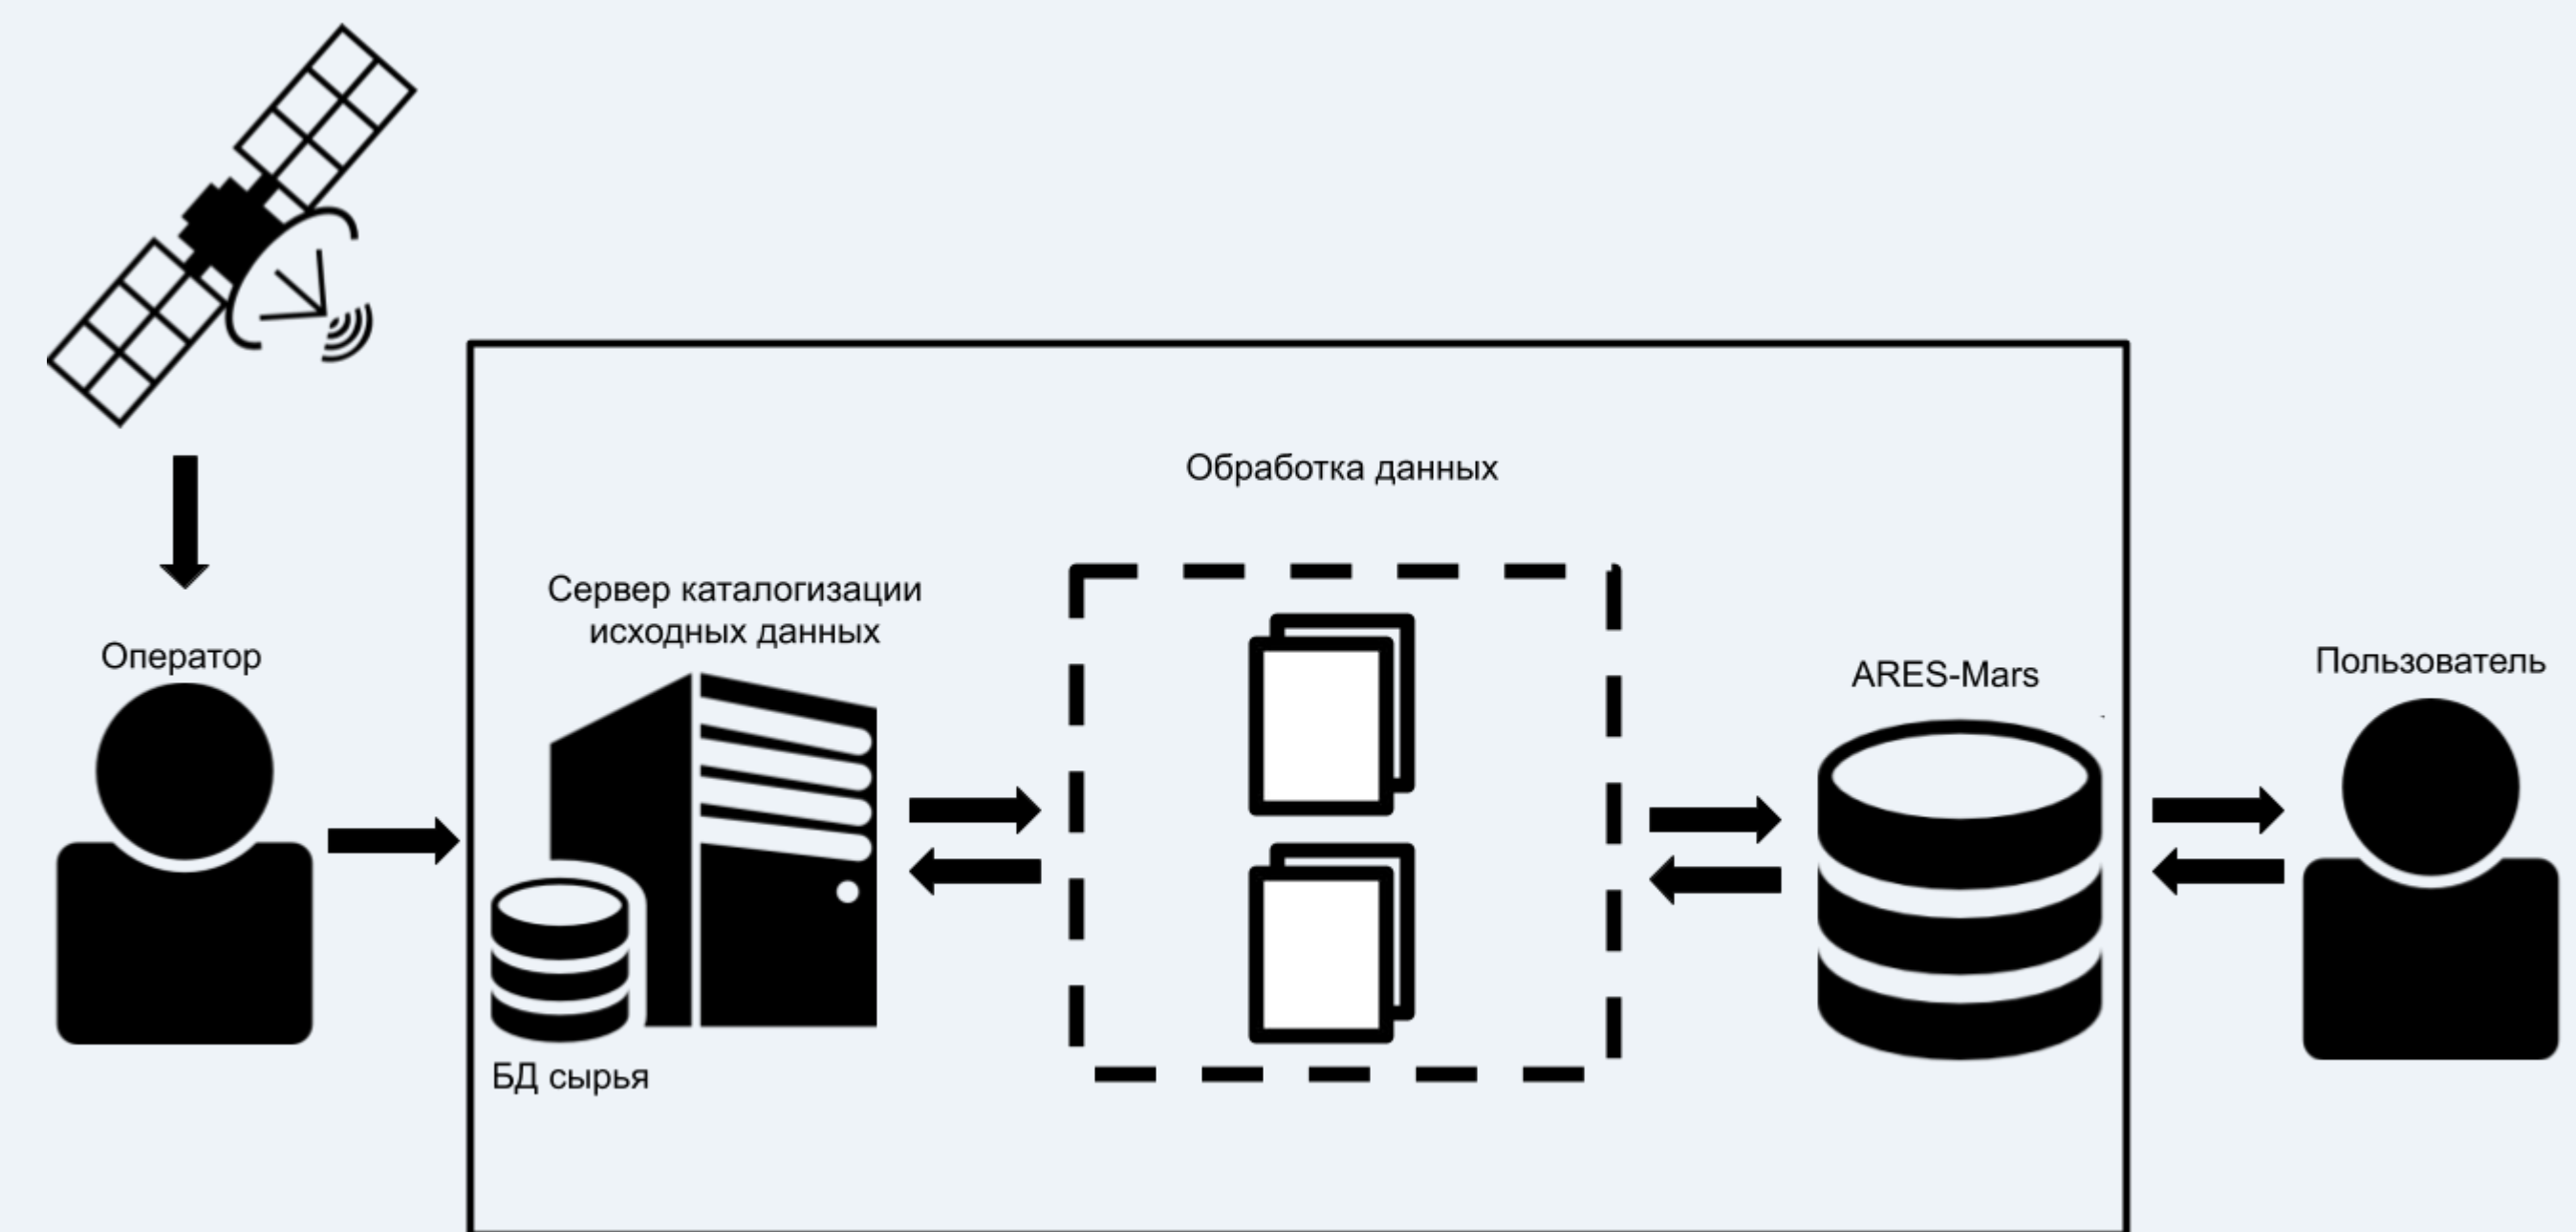 Обработка данных
Сервер каталогизации
исходных данных
Оператор
ARES-Mars
Пользователь
БД сырья